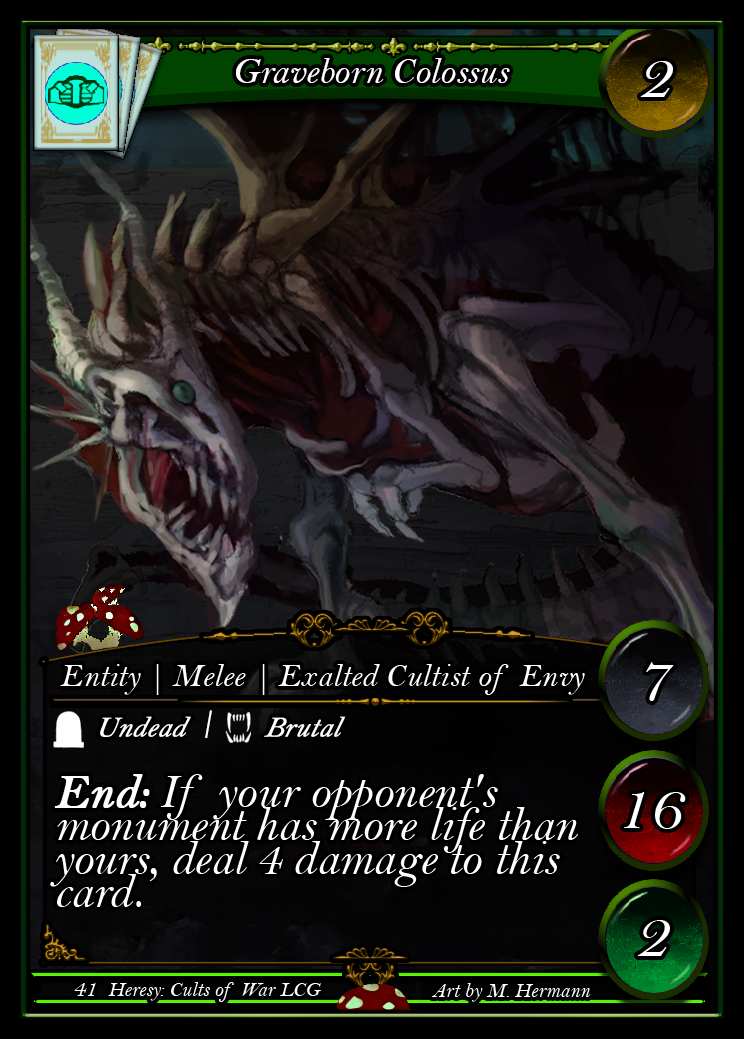 Graveborn Colossus
2
Entity | Melee | Exalted Cultist of Envy
7
Undead | Brutal
End: If your opponent's
monument has more life than
yours, deal 4 damage to this
card.
16
2
41 Heresy: Cults of War LCG
Art by M. Hermann